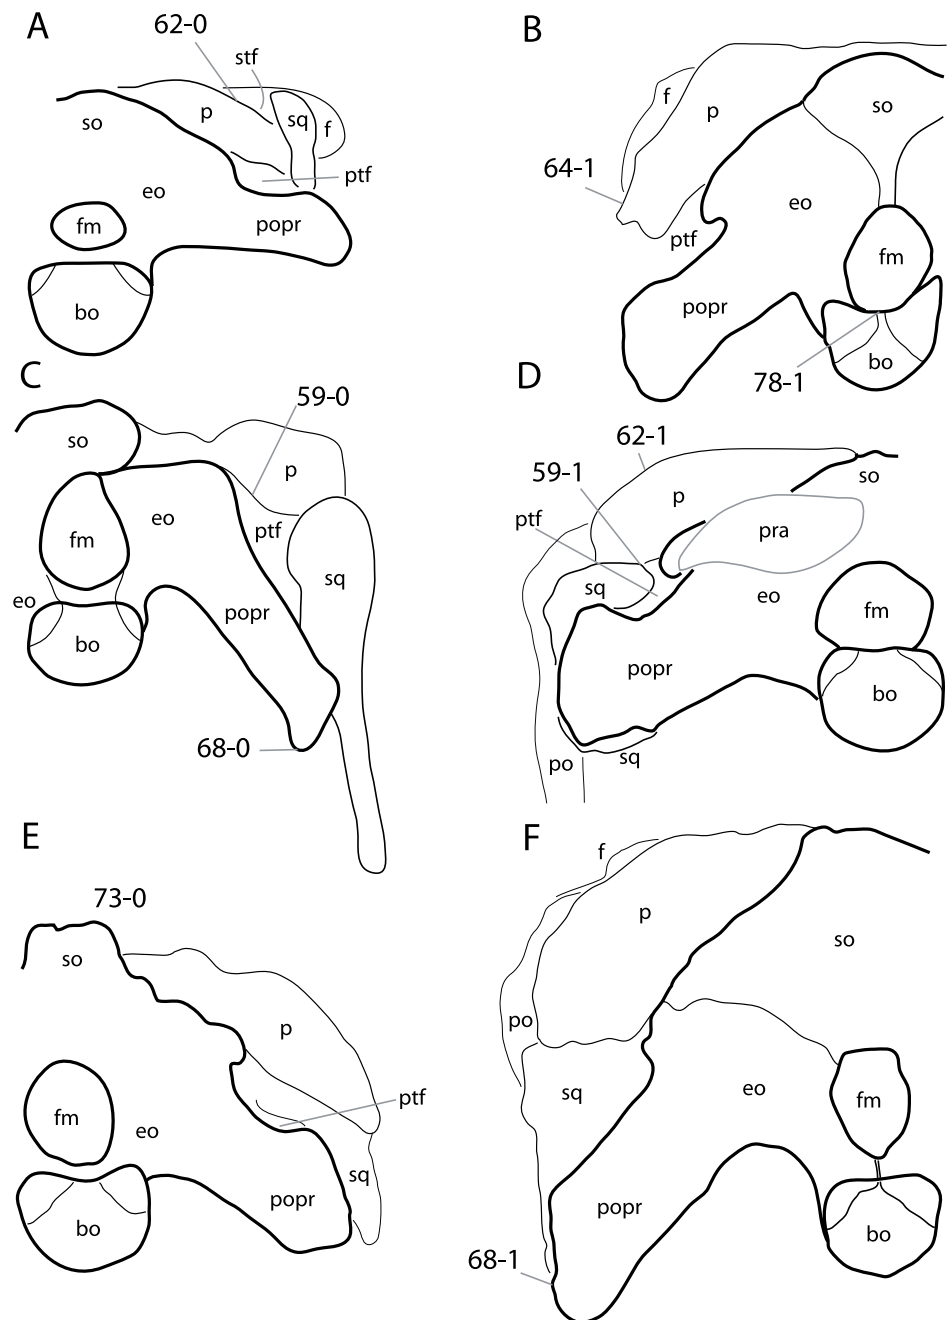 A
62-0
stf
p
sq
f
so
ptf
eo
popr
fm
bo
B
f
p
so
64-1
eo
ptf
fm
popr
bo
78-1
C
59-0
so
p
eo
ptf
fm
sq
eo
popr
bo
68-0
D
62-1
59-1
so
p
ptf
pra
sq
eo
fm
popr
bo
po
sq
E
73-0
so
p
ptf
fm
eo
sq
popr
bo
F
f
p
so
po
sq
eo
fm
popr
bo
68-1